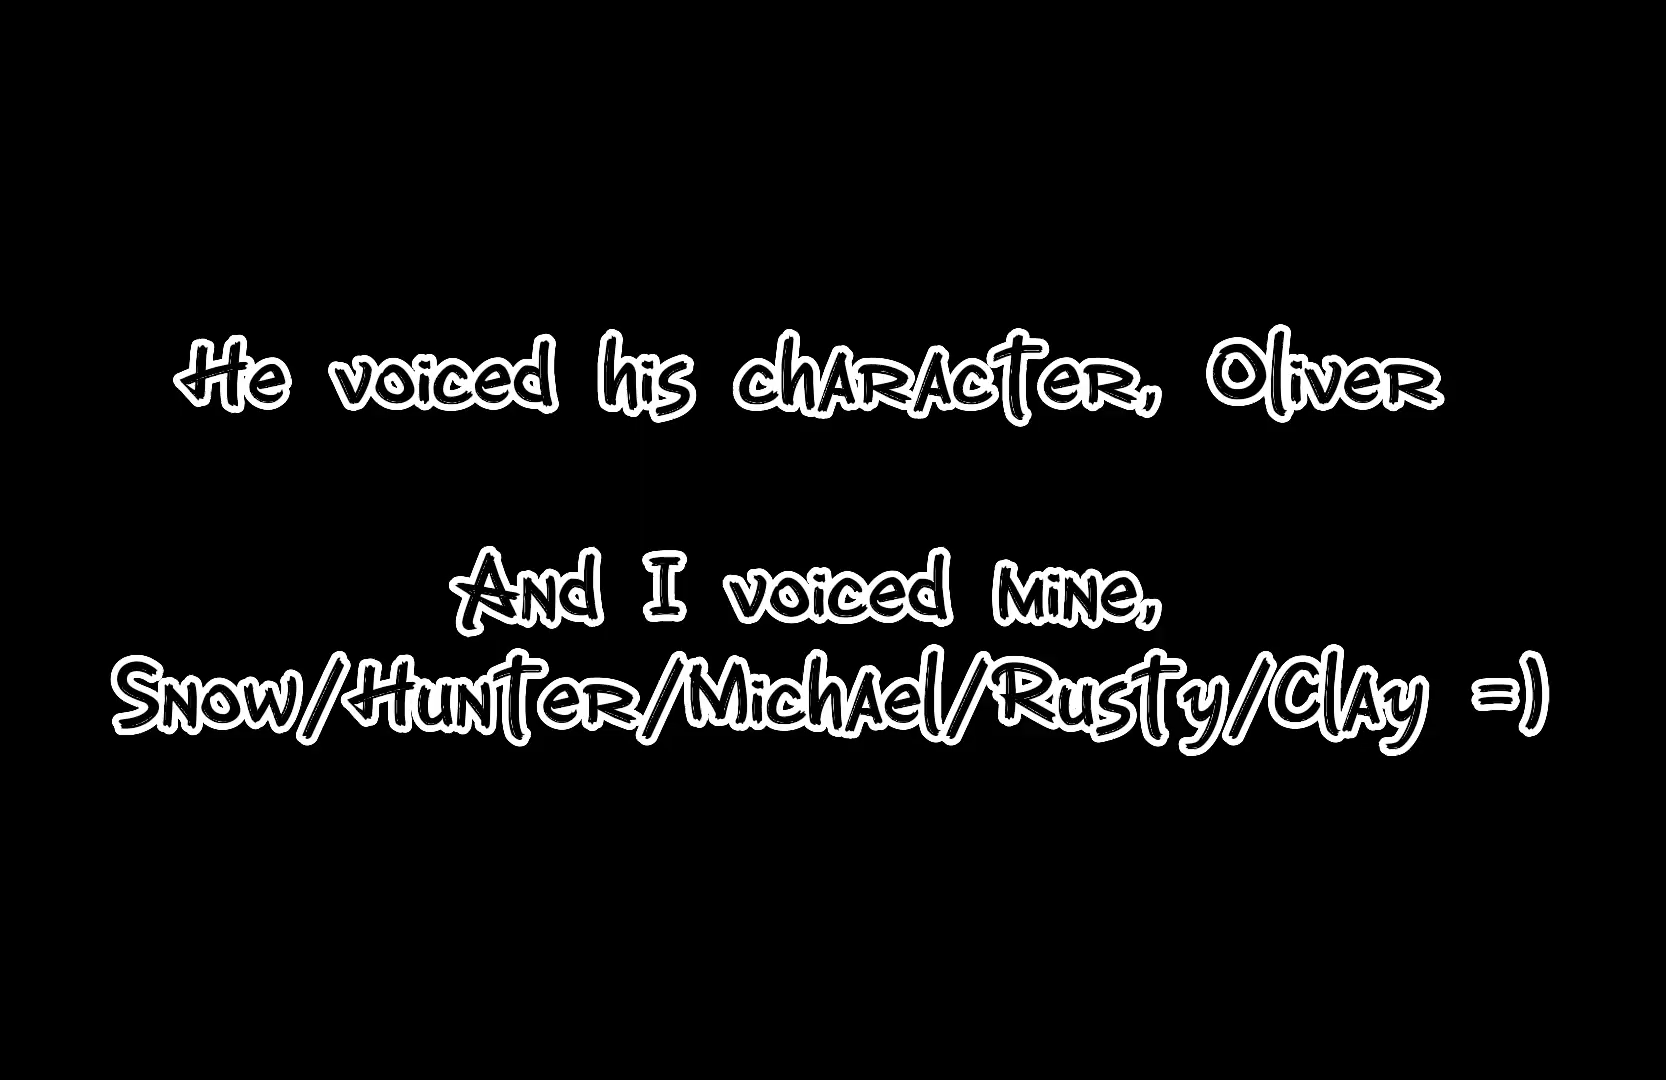 He voiced his character, Oliver
And I voiced mine,
Snow/Hunter/Michael/Rusty/Clay =)